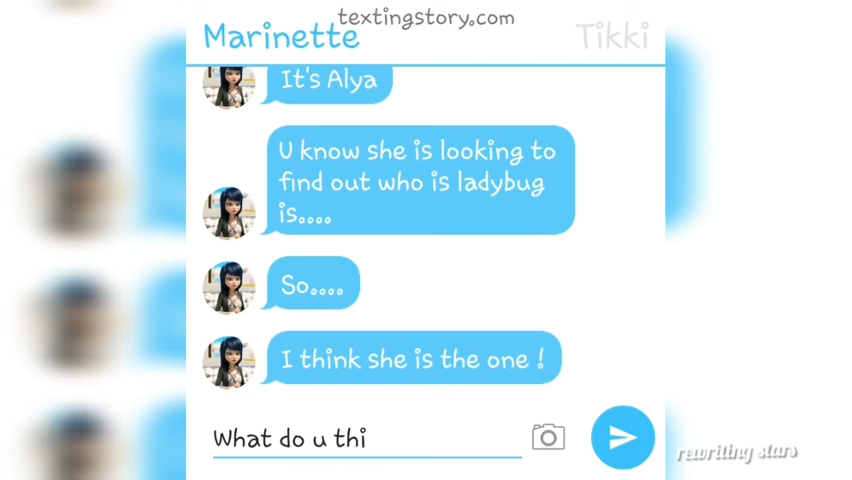 textingstory.com
Marinette
Tikki
It's Alya
U know she is looking to
find out who is ladybug
is....
So....
I think she is the one !
What do u thi
rewriting stars